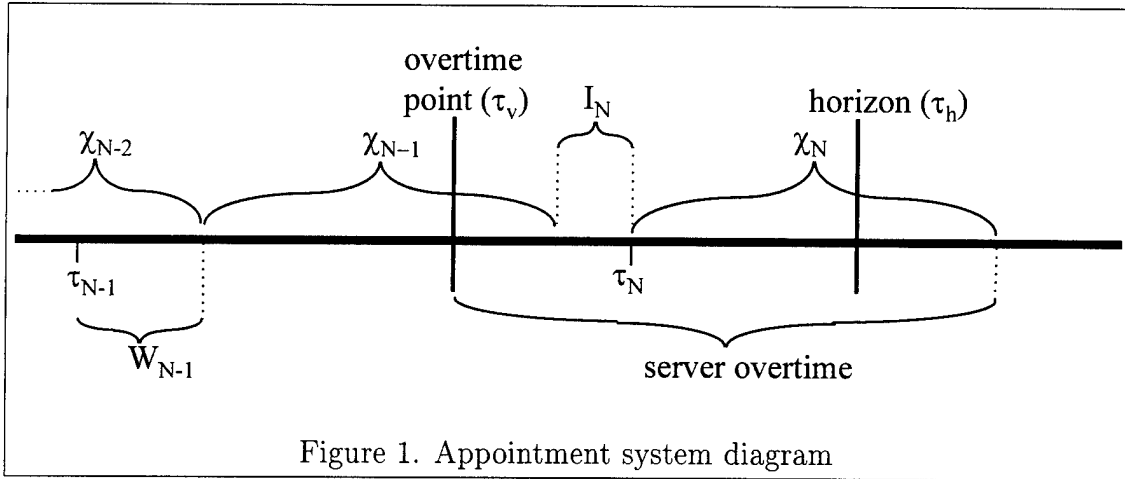 overtime
point (τv)
IN
horizon (τh)
χN-2
χN-1
χN
τN-1
τN
WN-1
server overtime
Figure 1. Appointment system diagram